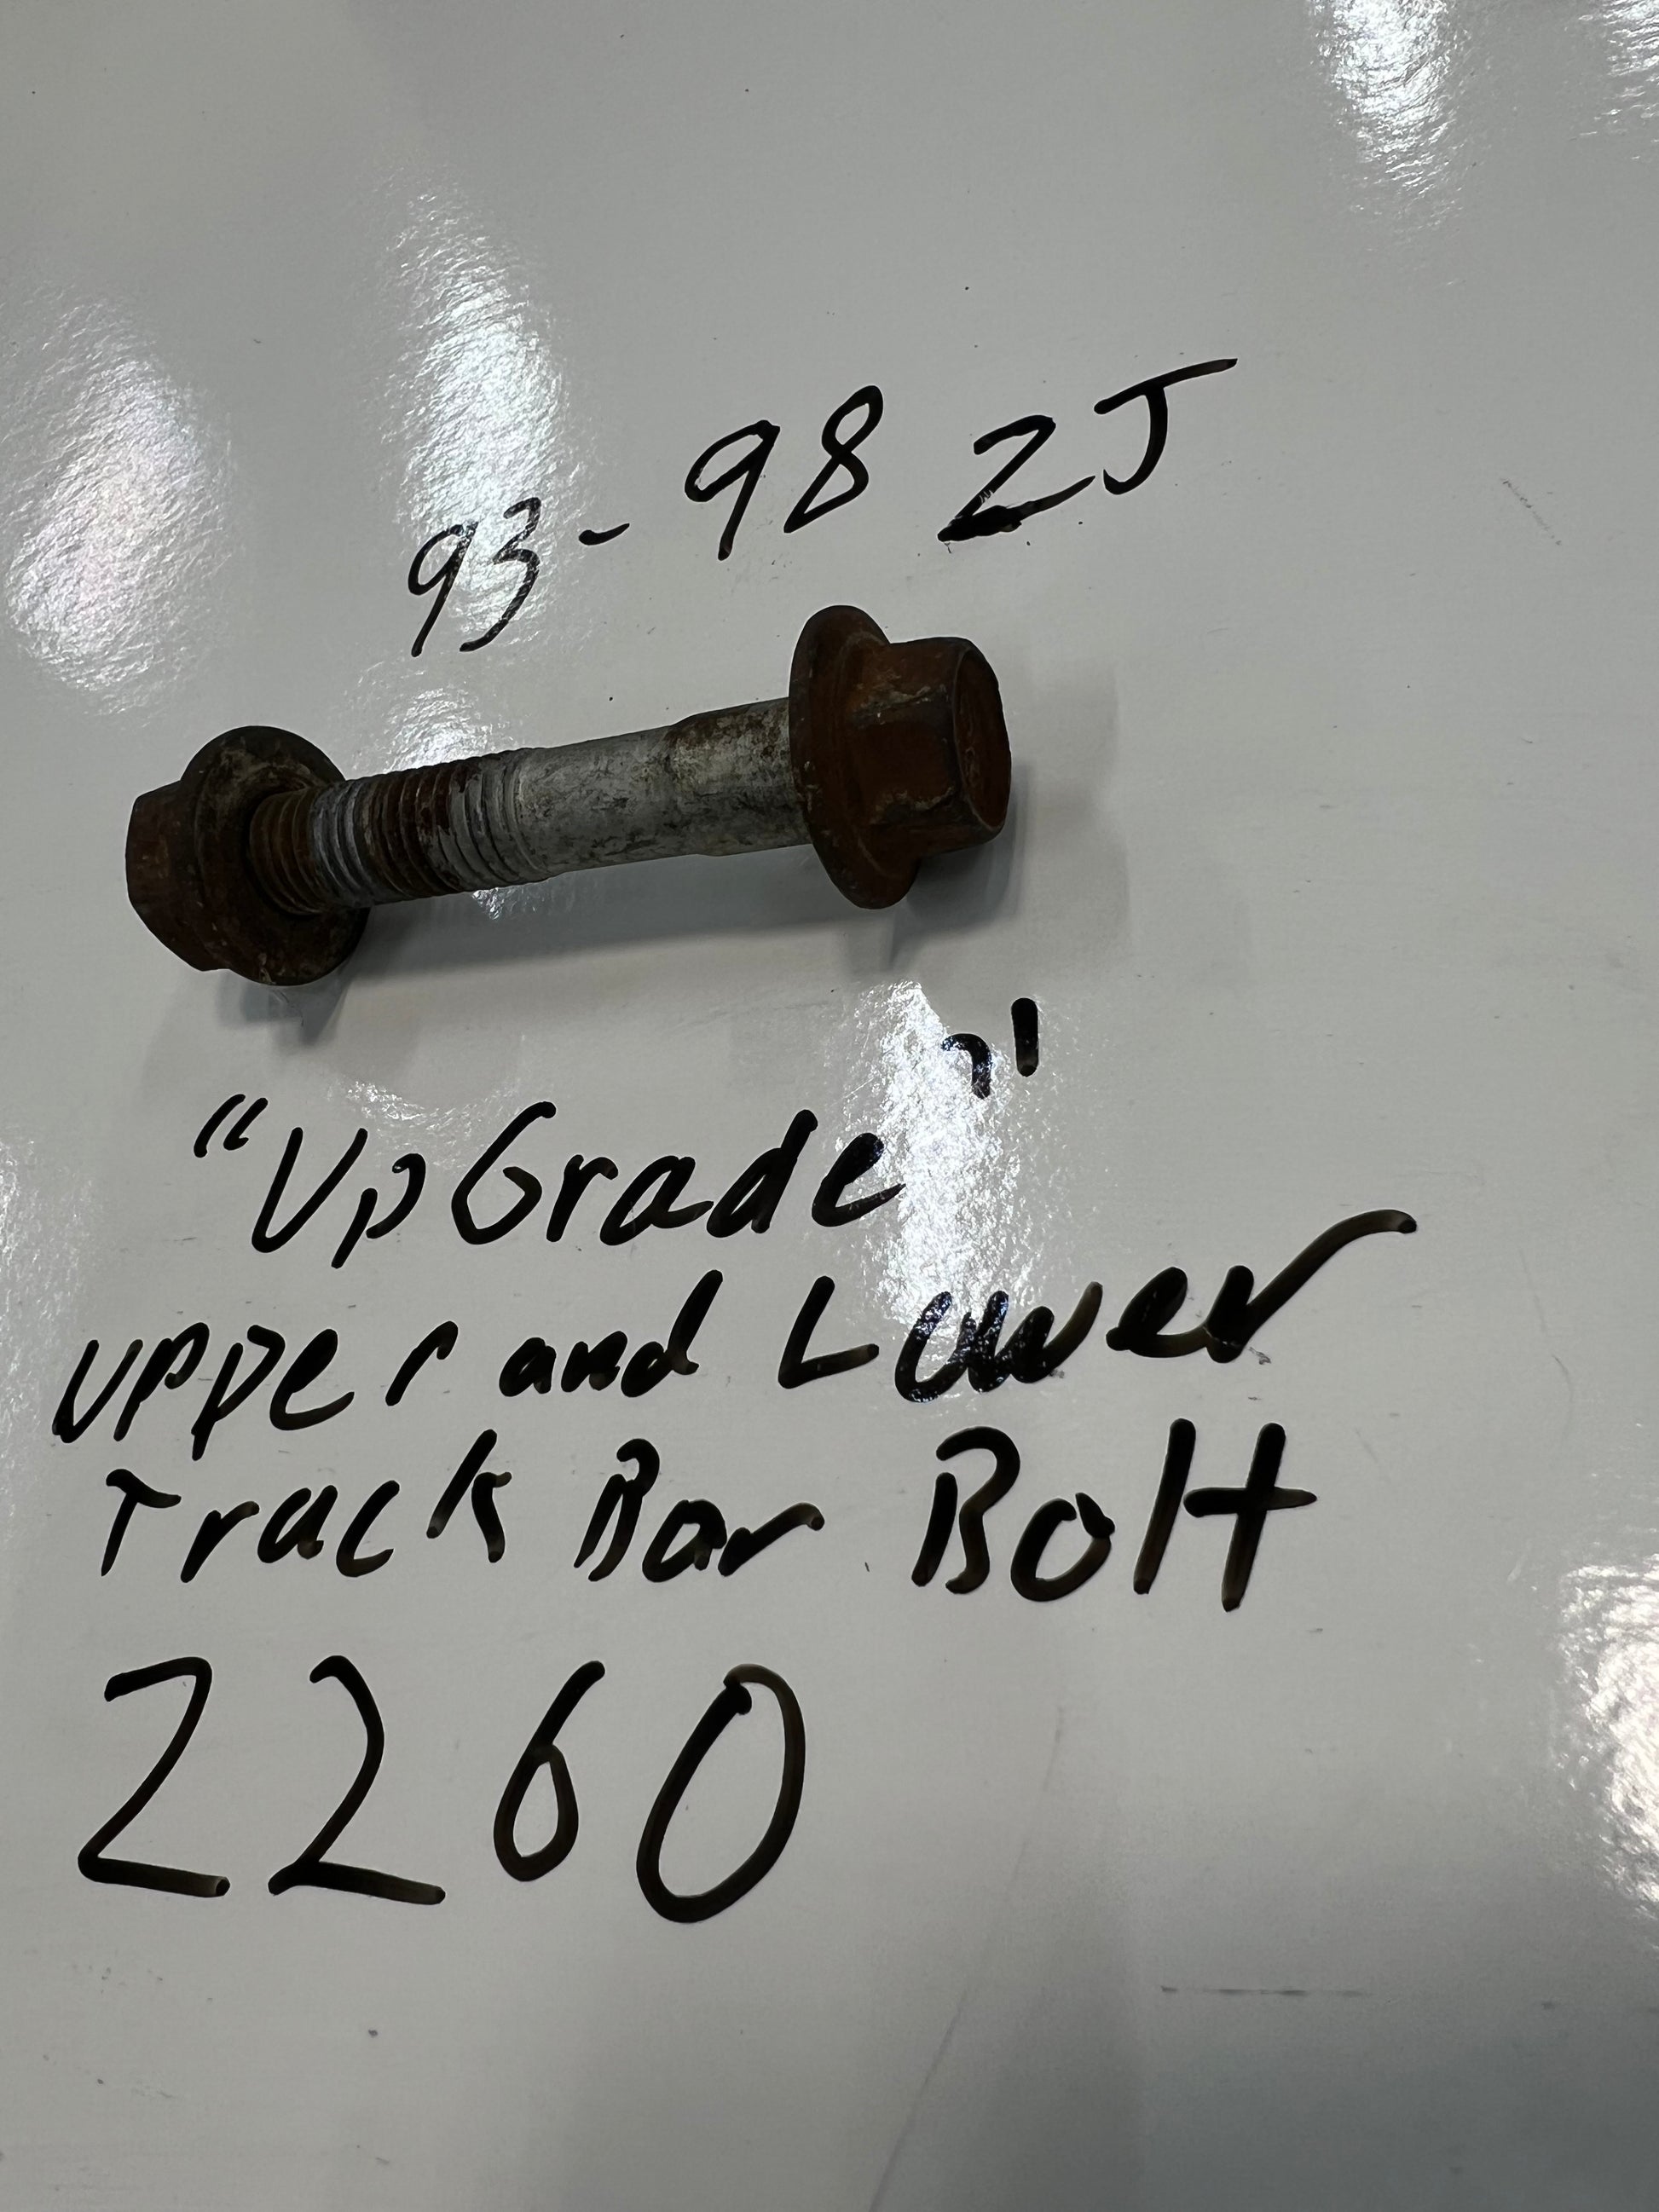 93-98 ZJ
"UpGrade"
upper and Lower
Track Bar Bolt
2260